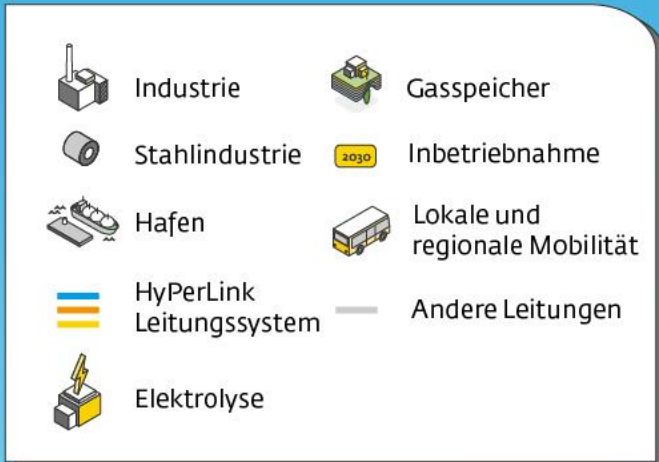 Industrie
Gasspeicher
Stahlindustrie
2030
Inbetriebnahme
Hafen
Lokale und
regionale Mobilität
HyPerLink
Leitungssystem
Andere Leitungen
Elektrolyse